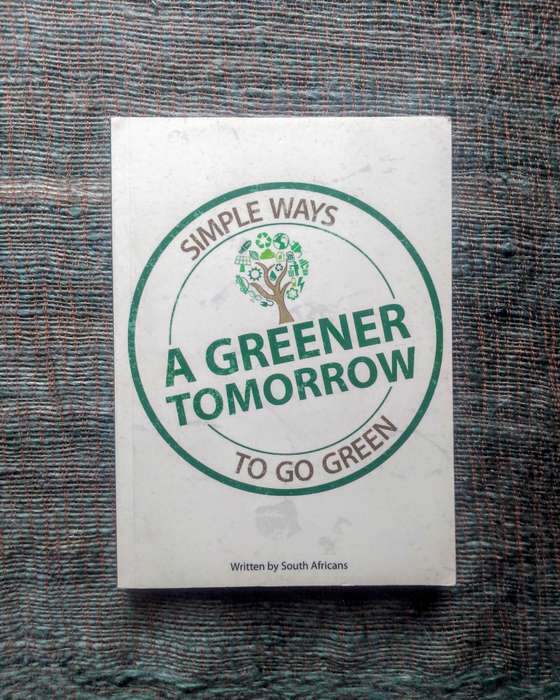 SIMPLE WAYS
A GREENER
TOMORROW
TO GO GREEN
Written by South Africans